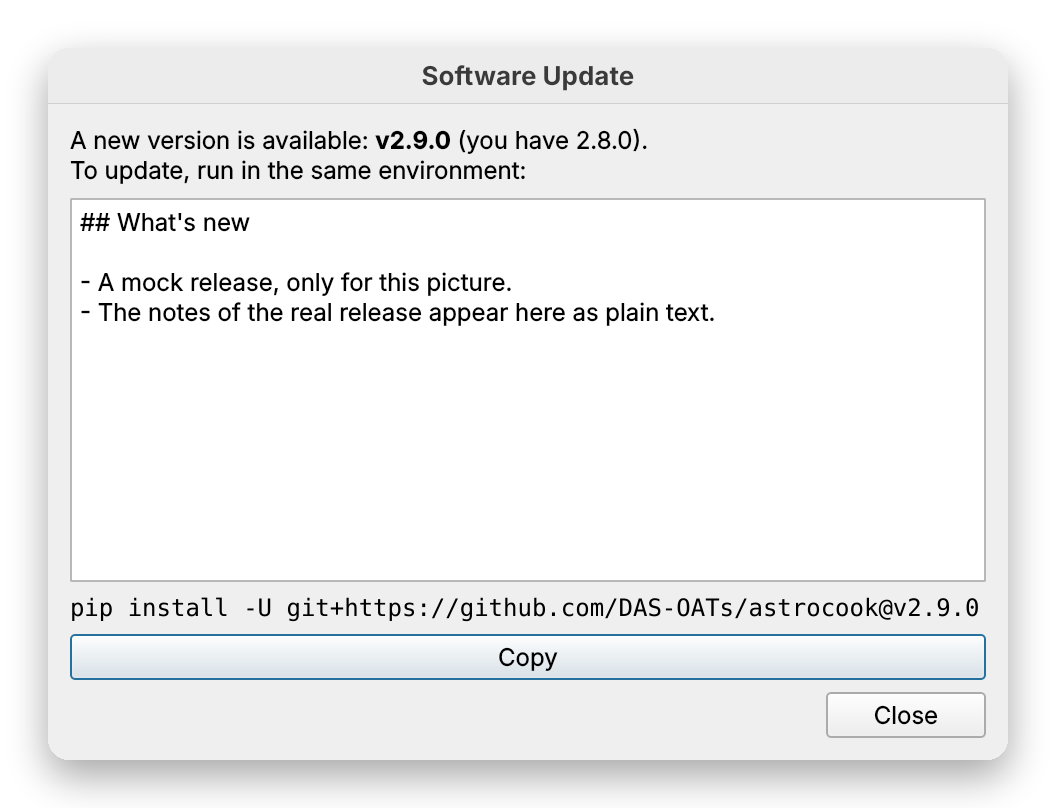 Software Update
A new version is available: v2.9.0 (you have 2.8.0).
To update, run in the same environment:
## What's new
- A mock release, only for this picture.
- The notes of the real release appear here as plain text.
pip install -U git+https://github.com/DAS-OATs/astrocook@v2.9.0
Copy
Close